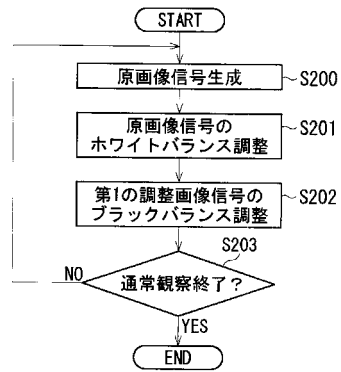 START
原画像信号生成
S200
原画像信号の
ホワイトバランス調整
S201
第1の調整画像信号の
ブラックバランス調整
S202
S203
通常観察終了?
NO
YES
END